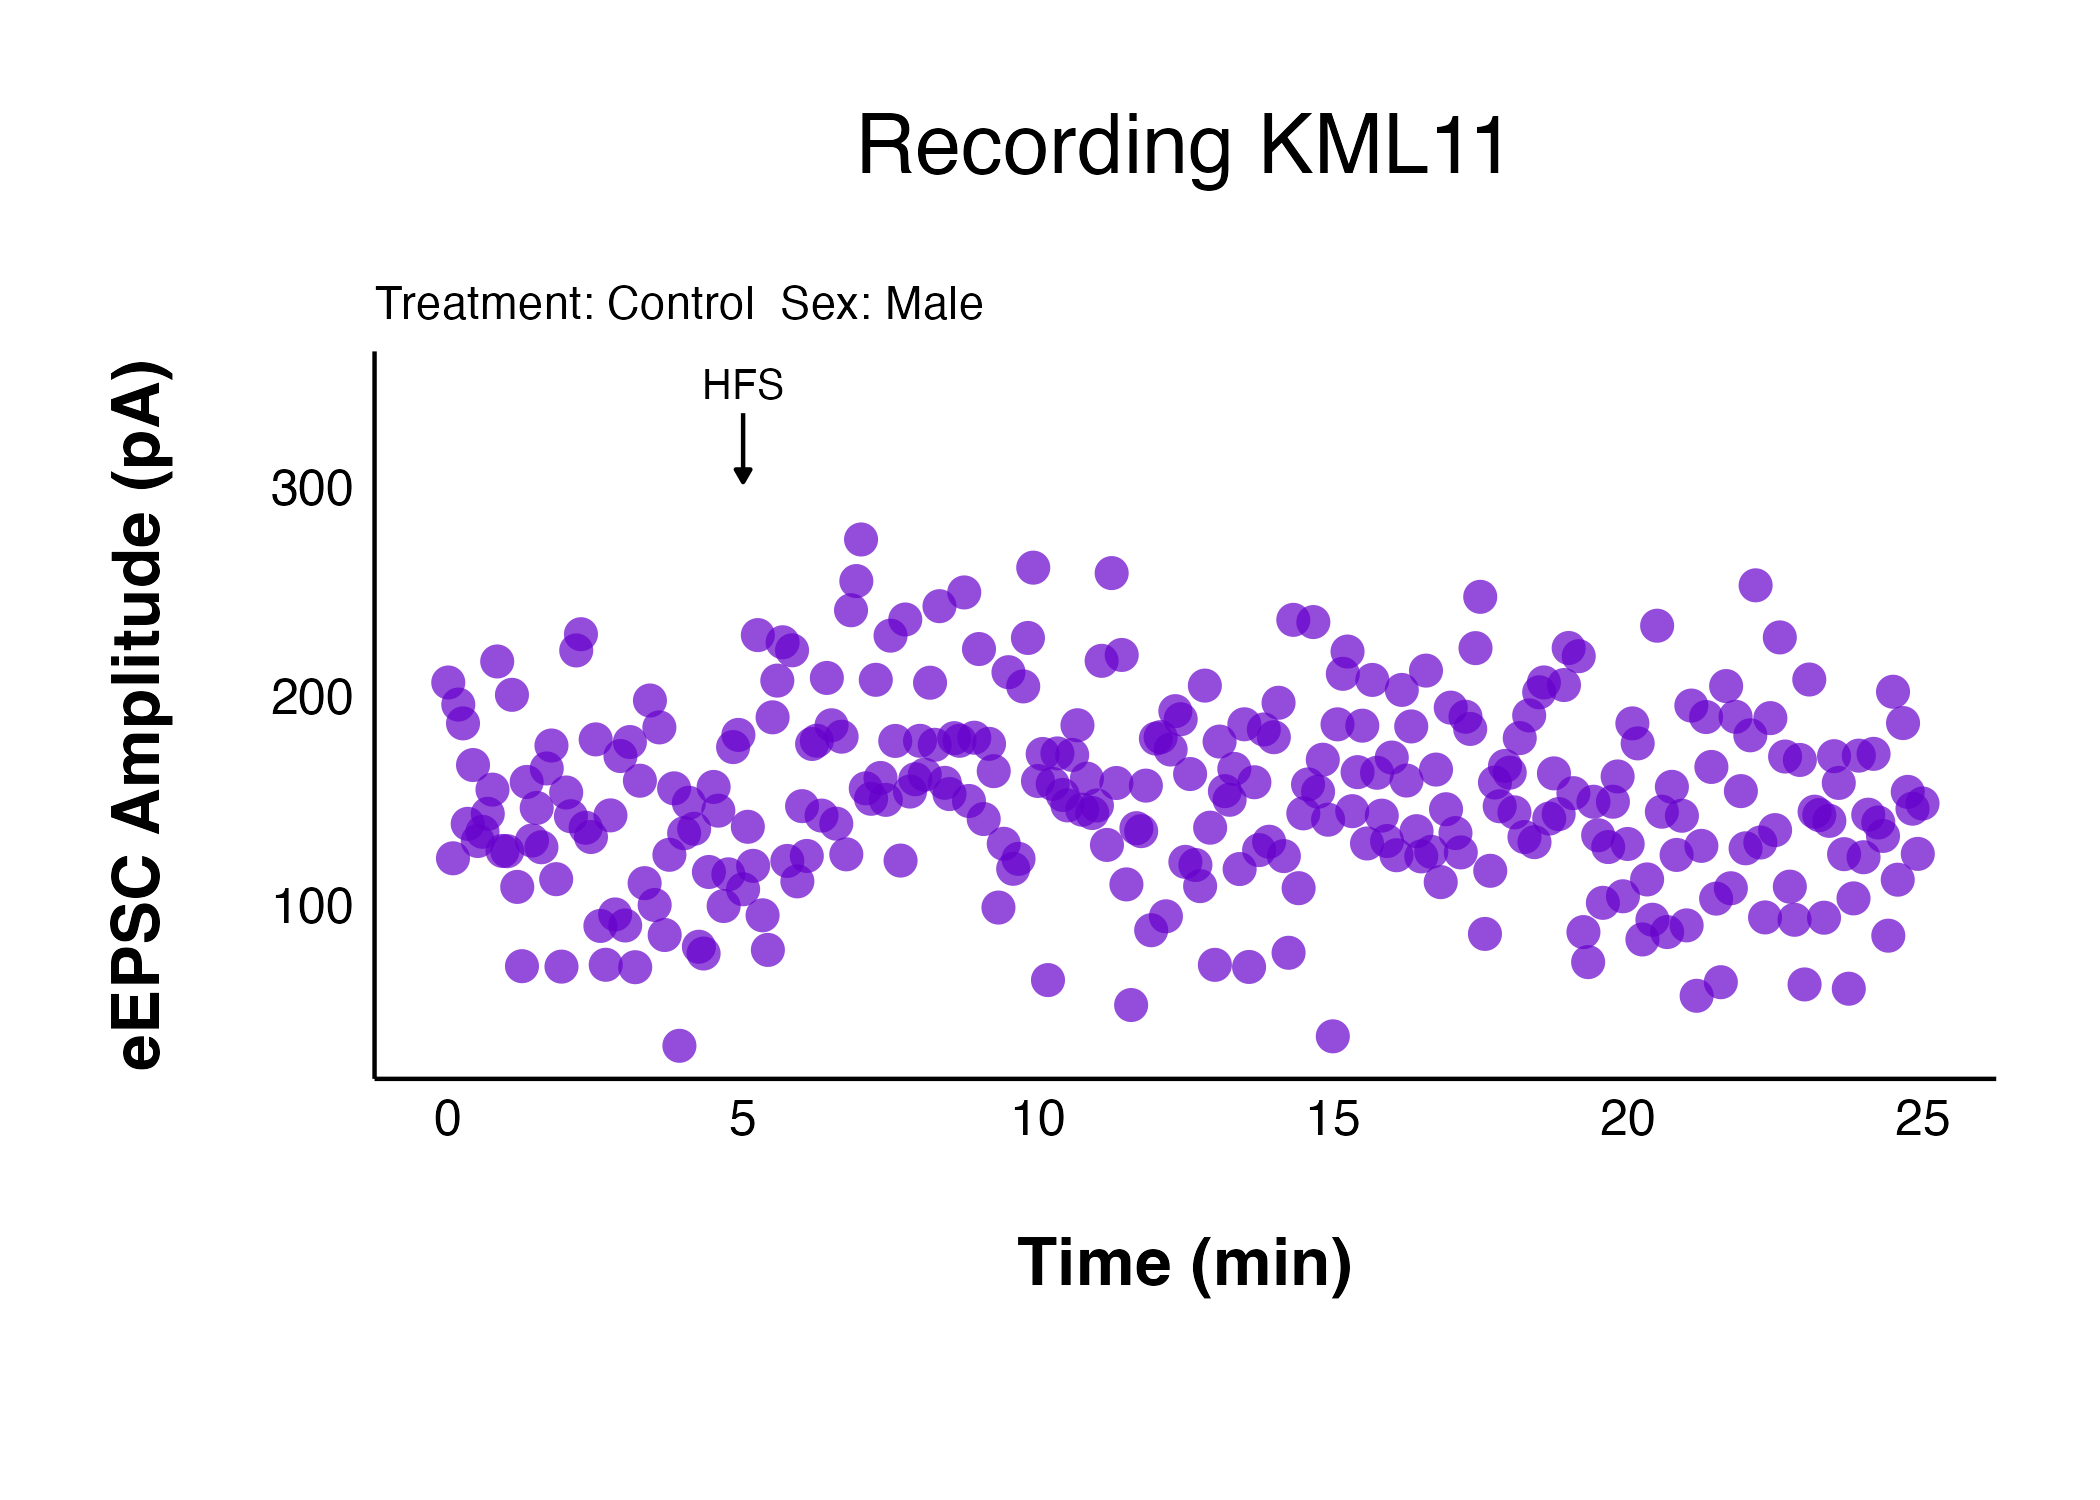 Recording KML11
Treatment: Control  Sex: Male
HFS
eEPSC Amplitude (pA)
300
200
100
0 5 10 15 20 25
Time (min)